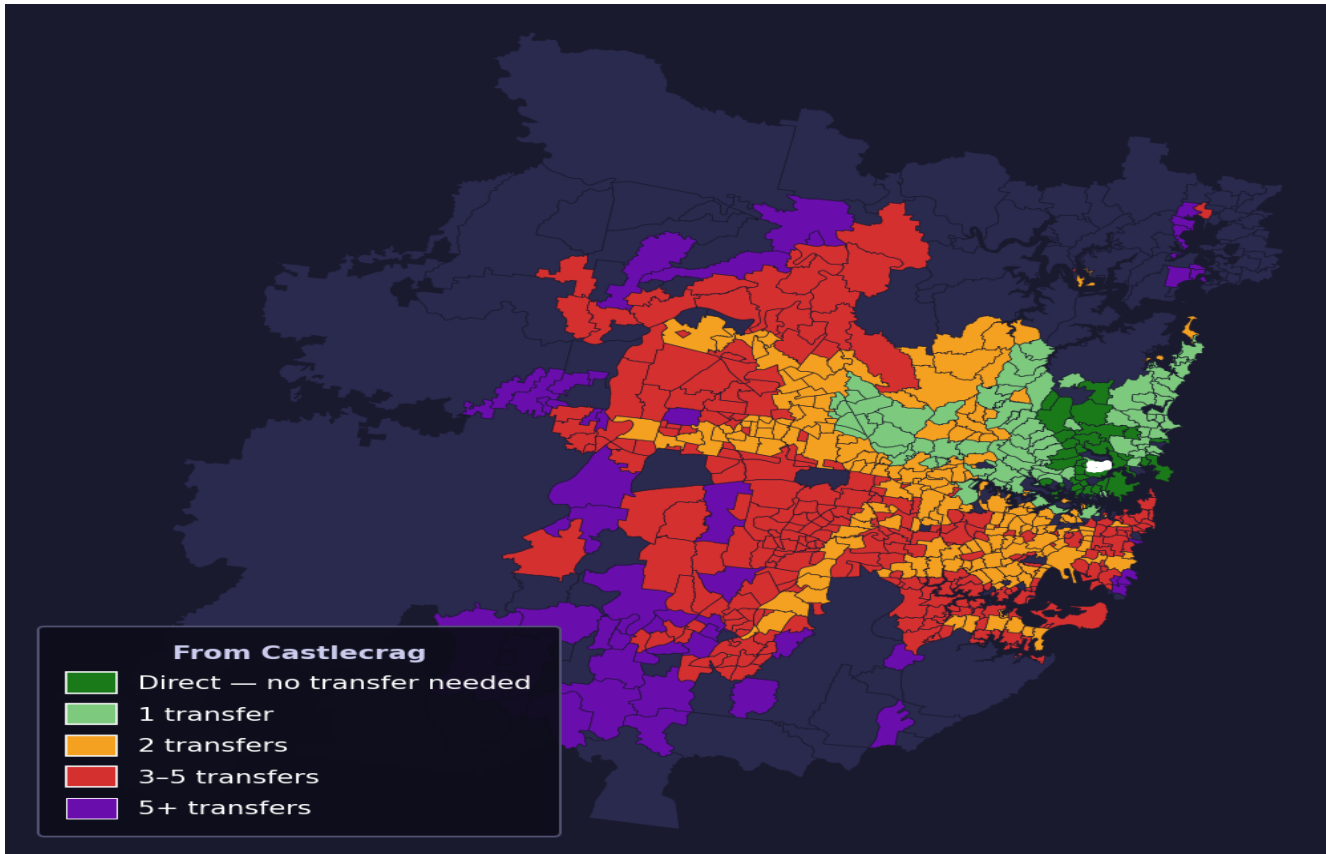 From Castlecrag
Direct — no transfer needed
1 transfer
2 transfers
3–5 transfers
5+ transfers